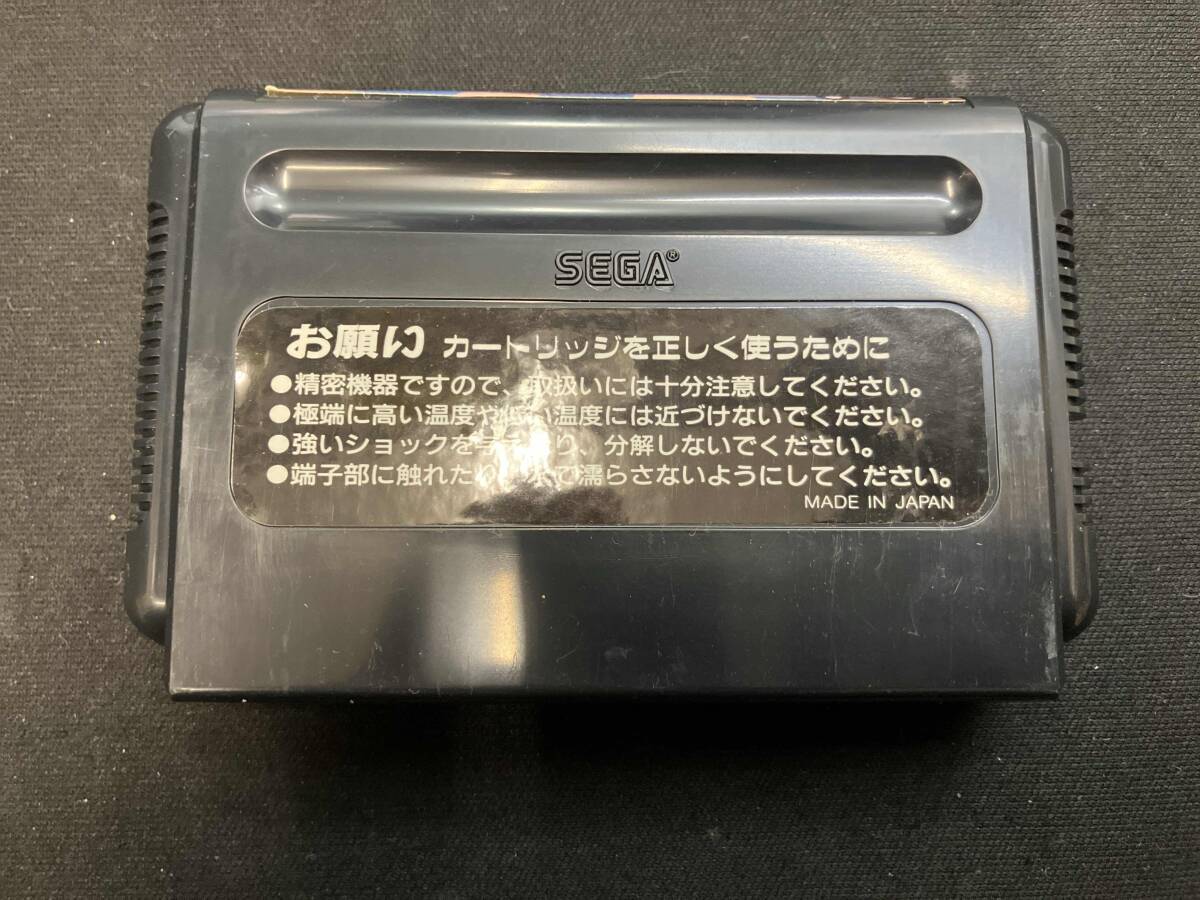 SEGA®
お願い カートリッジを正しく使うために
●精密機器ですので、取扱いには十分注意してください。
●極端に高い温度や低い温度には近づけないでください。
●強いショックを与えたり、分解しないでください。
●端子部に触れたり、水で濡らさないようにしてください。
MADE IN JAPAN